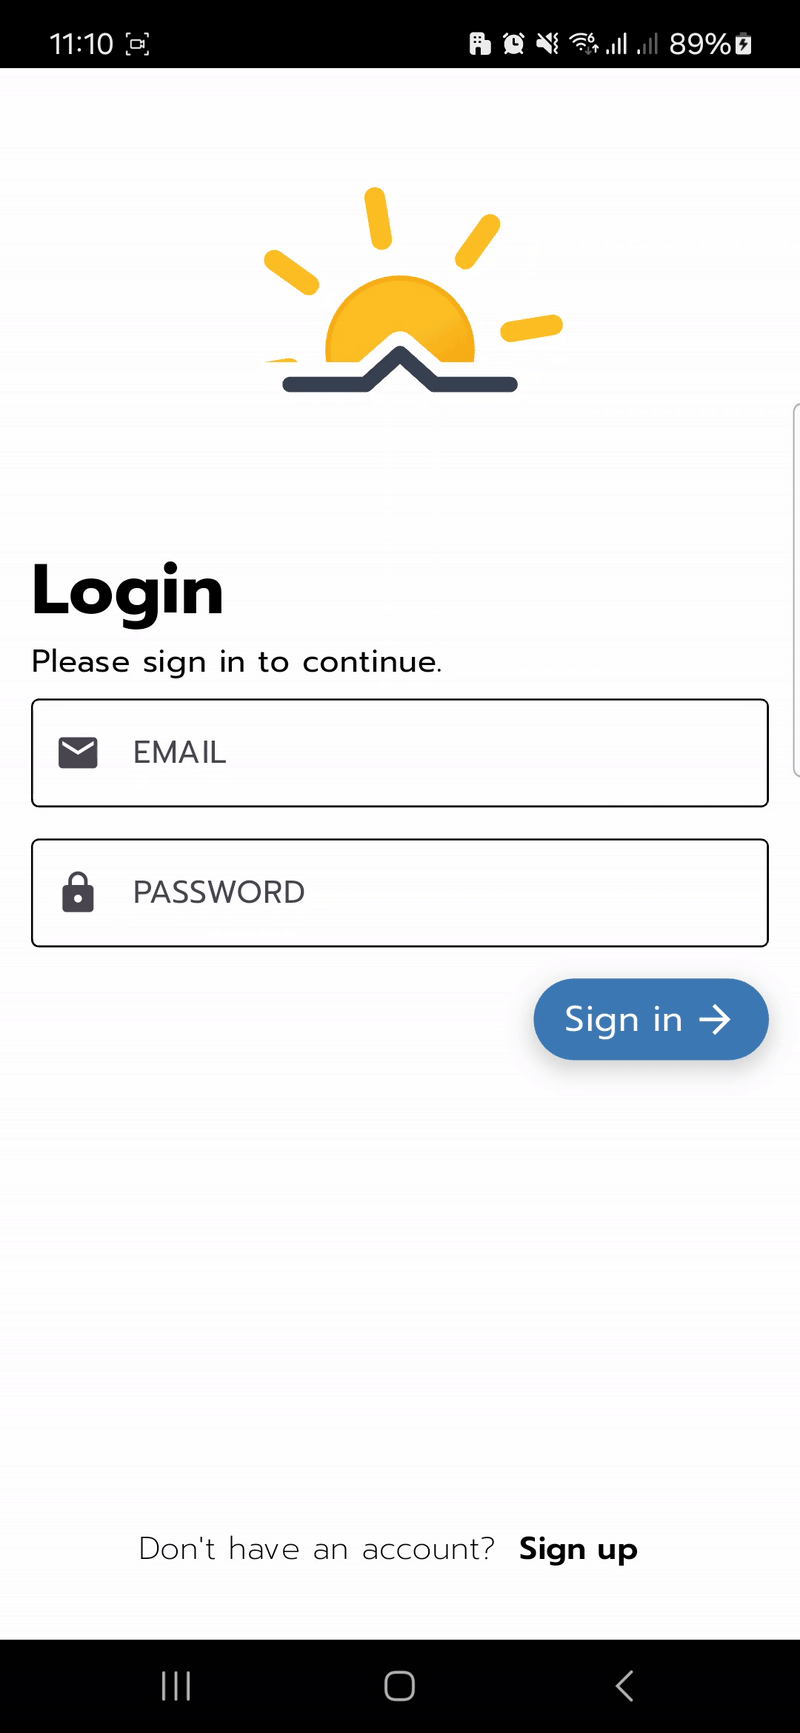 11:10 89%
Login
Please sign in to continue.
EMAIL
PASSWORD
Sign in
Don't have an account? Sign up